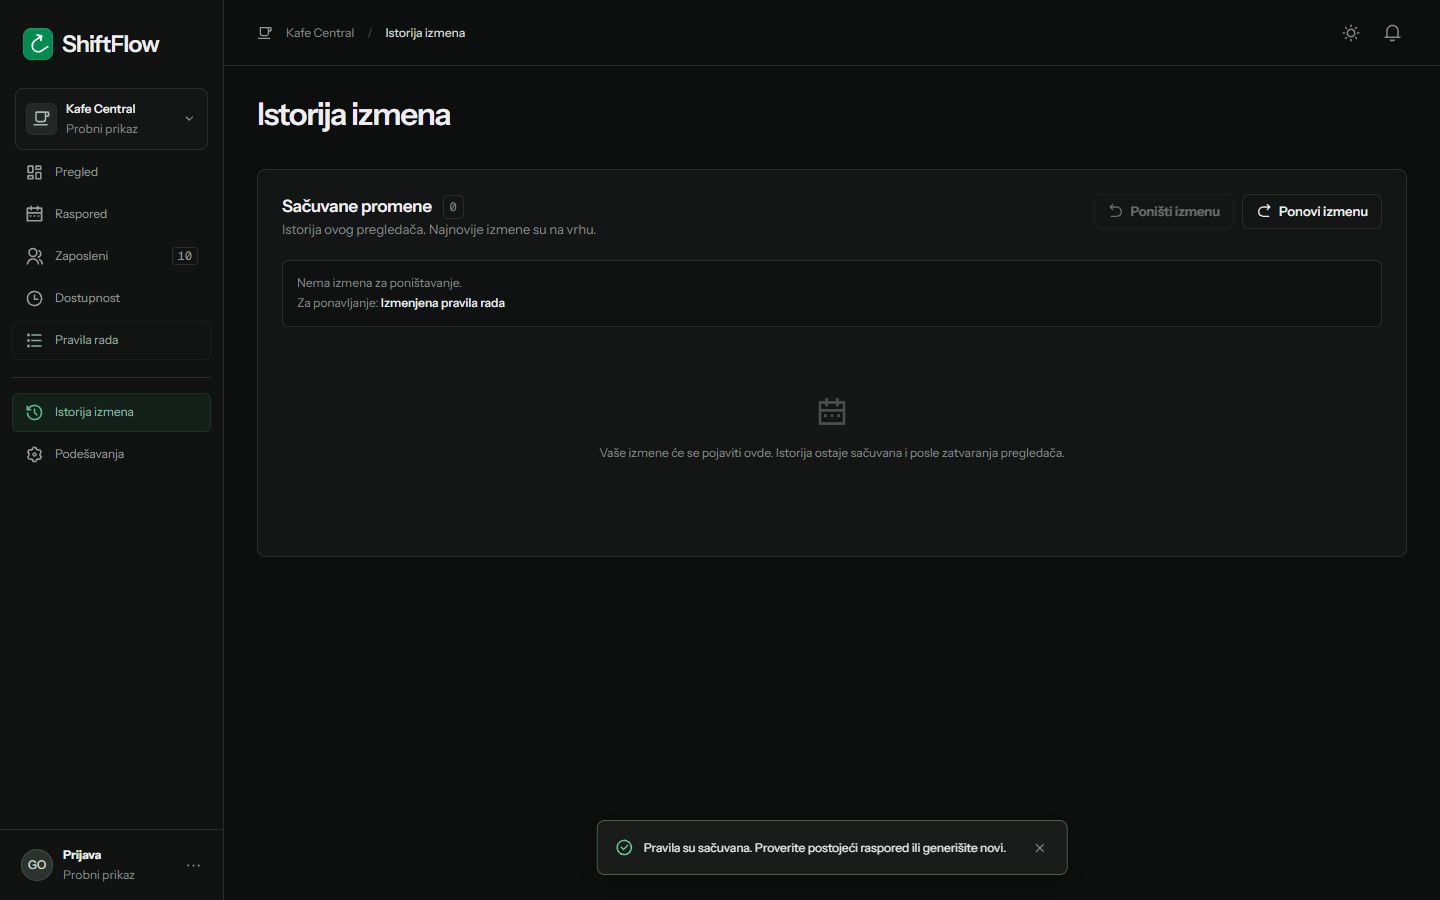 ShiftFlow
Kafe Central
Probni prikaz
Pregled
Raspored
Zaposleni 10
Dostupnost
Pravila rada
Istorija izmena
Podešavanja
GO
Prijava
Probni prikaz
Kafe Central / Istorija izmena
Istorija izmena
Sačuvane promene 0
Istorija ovog pregledača. Najnovije izmene su na vrhu.
Poništi izmenu
Ponovi izmenu
Nema izmena za poništavanje.
Za ponavljanje: Izmenjena pravila rada
Vaše izmene će se pojaviti ovde. Istorija ostaje sačuvana i posle zatvaranja pregledača.
Pravila su sačuvana. Proverite postojeći raspored ili generišite novi.